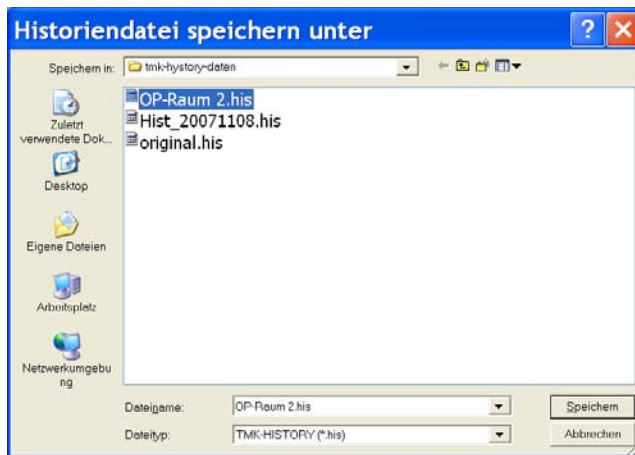 Historiendatei speichern unter
Speichern in:
tmk-hystory-daten
OP-Raum 2.his
Hist_20071108.his
original.his
Zuletzt
verwendete Dok...
Desktop
Eigene Dateien
Arbeitsplatz
Netzwerkumgebu
ng
Dateiname:
OP-Raum 2.his
Speichern
Dateityp:
TMK-HISTORY (*.his)
Abbrechen